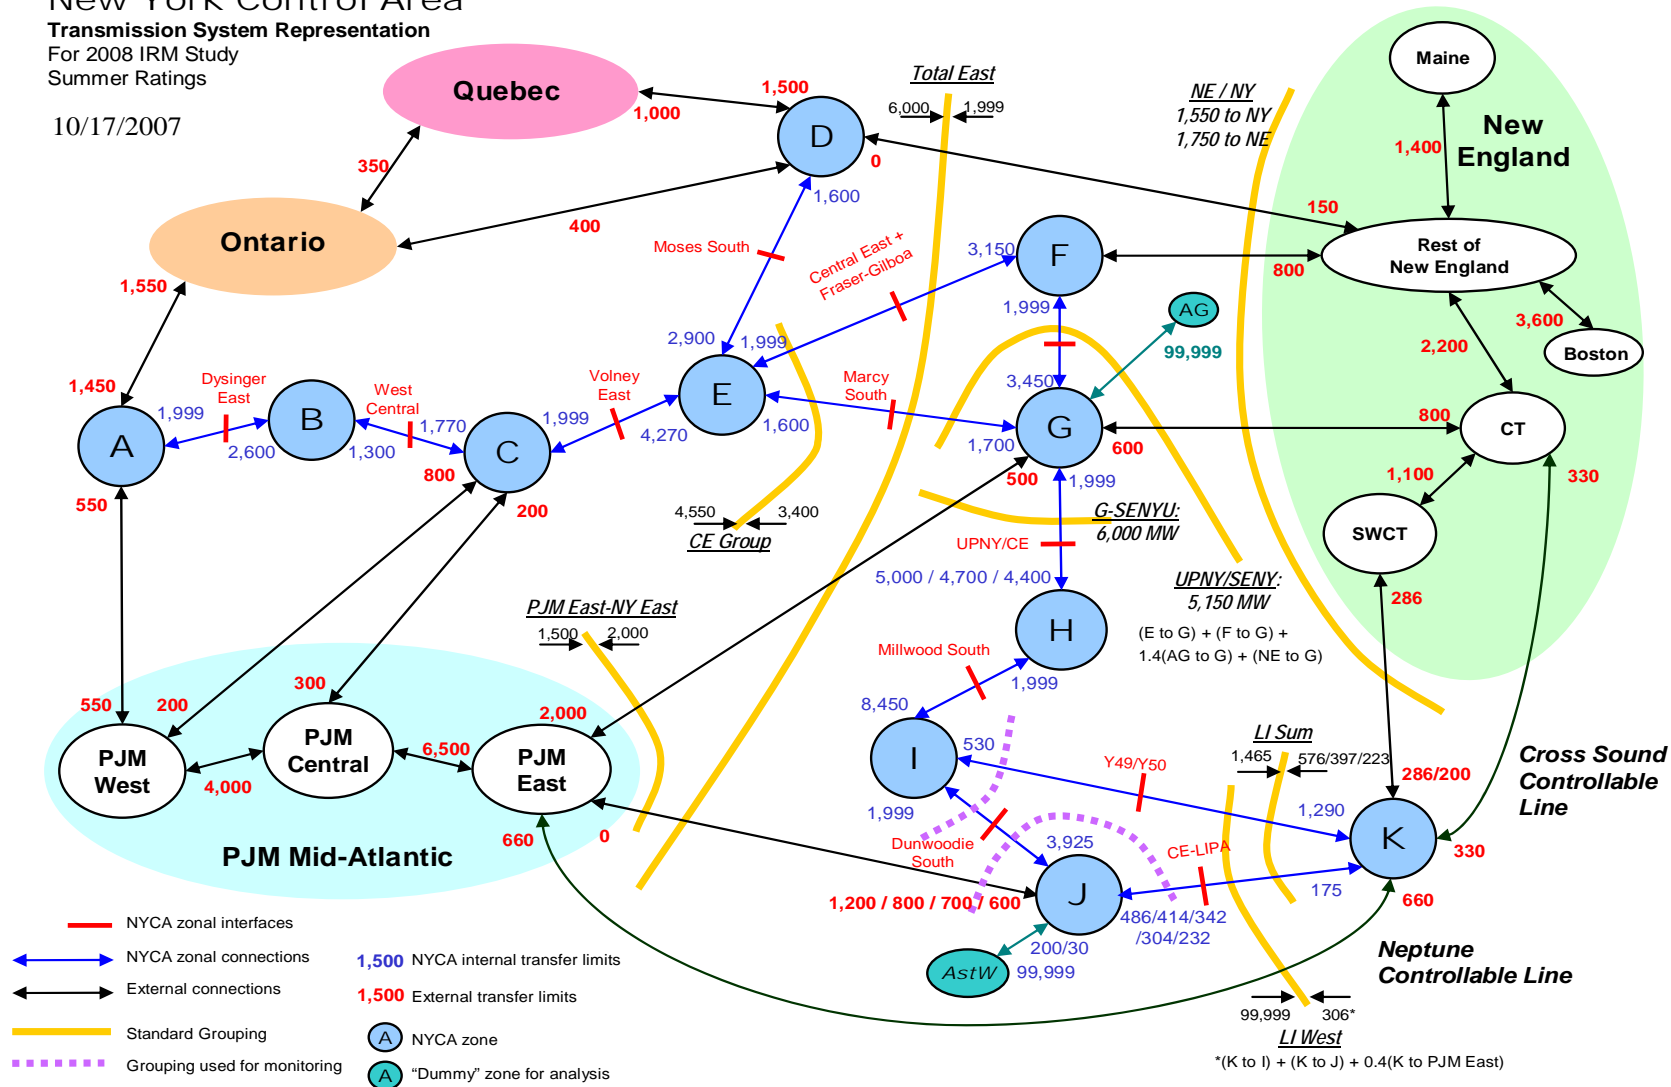 New York Control Area
Transmission System Representation
For 2008 IRM Study
Summer Ratings
10/17/2007
Quebec
1,000
1,500
D
0
1,600
350
Ontario
400
1,550
1,450
Moses South
Total East
6,000
1,999
NE / NY
1,550 to NY
1,750 to NE
Maine
New
England
1,400
150
Rest of
New England
800
3,600
Boston
2,200
3,150
F
1,999
Central East +
Fraser-Gilboa
AG
99,999
2,900
1,999
E
1,600
4,270
Marcy
South
3,450
G
1,700
600
500
1,999
800
CT
330
1,100
SWCT
286
Dysinger
East
West
Central
Volney
East
A
1,999
2,600
B
1,300
1,770
C
1,999
800
200
550
4,550
3,400
CE Group
G-SENYU:
6,000 MW
UPNY/CE
5,000 / 4,700 / 4,400
UPNY/SENY:
5,150 MW
(E to G) + (F to G) +
1.4(AG to G) + (NE to G)
PJM East-NY East
1,500
2,000
H
Millwood South
1,999
8,450
I
530
1,999
Y49/Y50
LI Sum
1,465
576/397/223
286/200
1,290
K
330
660
175
Cross Sound
Controllable
Line
550
200
300
2,000
PJM
West
PJM
Central
PJM
East
4,000
6,500
660
0
PJM Mid-Atlantic
Dunwoodie
South
3,925
J
CE-LIPA
1,200 / 800 / 700 / 600
486/414/342
/304/232
200/30
AstW
99,999
Neptune
Controllable Line
99,999
306*
LI West
*(K to I) + (K to J) + 0.4(K to PJM East)
NYCA zonal interfaces
NYCA zonal connections
External connections
Standard Grouping
Grouping used for monitoring
1,500 NYCA internal transfer limits
1,500 External transfer limits
A NYCA zone
A "Dummy" zone for analysis